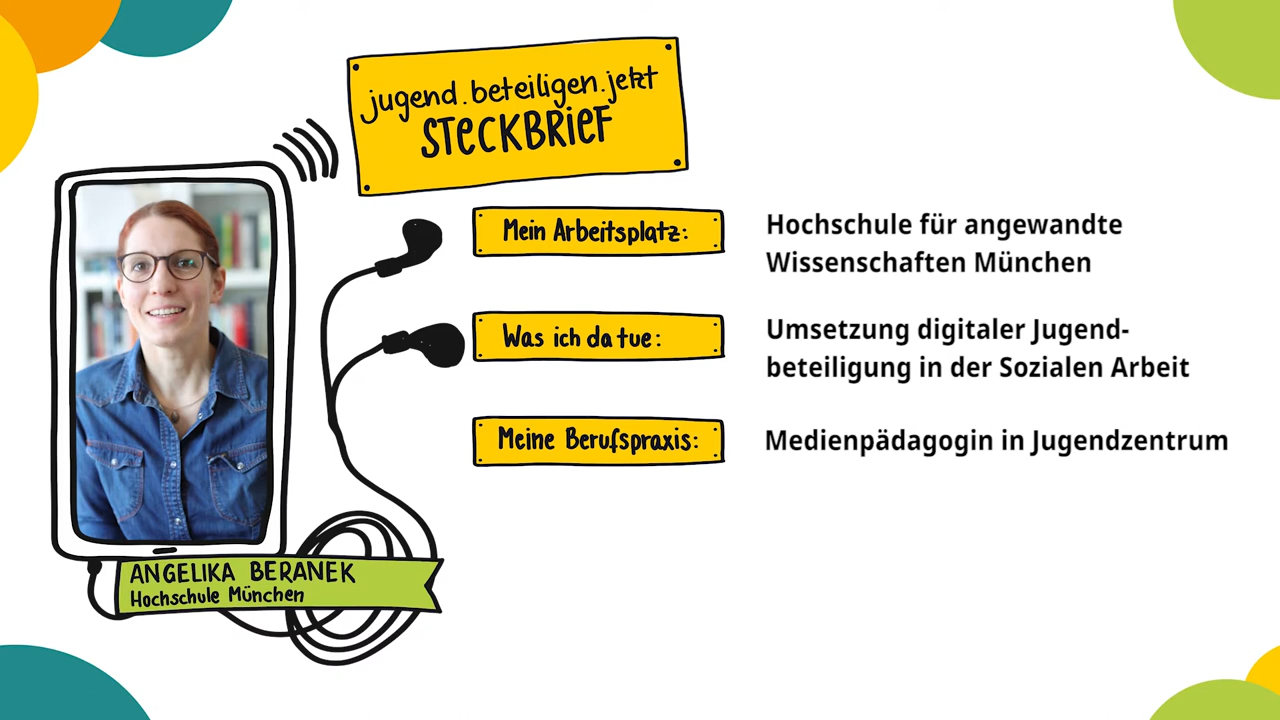 jugend.beteiligen.jetzt
STECKBRIEF
Mein Arbeitsplatz:
Hochschule für angewandte
Wissenschaften München
Was ich da tue:
Umsetzung digitaler Jugend-
beteiligung in der Sozialen Arbeit
Meine Berufspraxis:
Medienpädagogin in Jugendzentrum
ANGELIKA BERANEK
Hochschule München